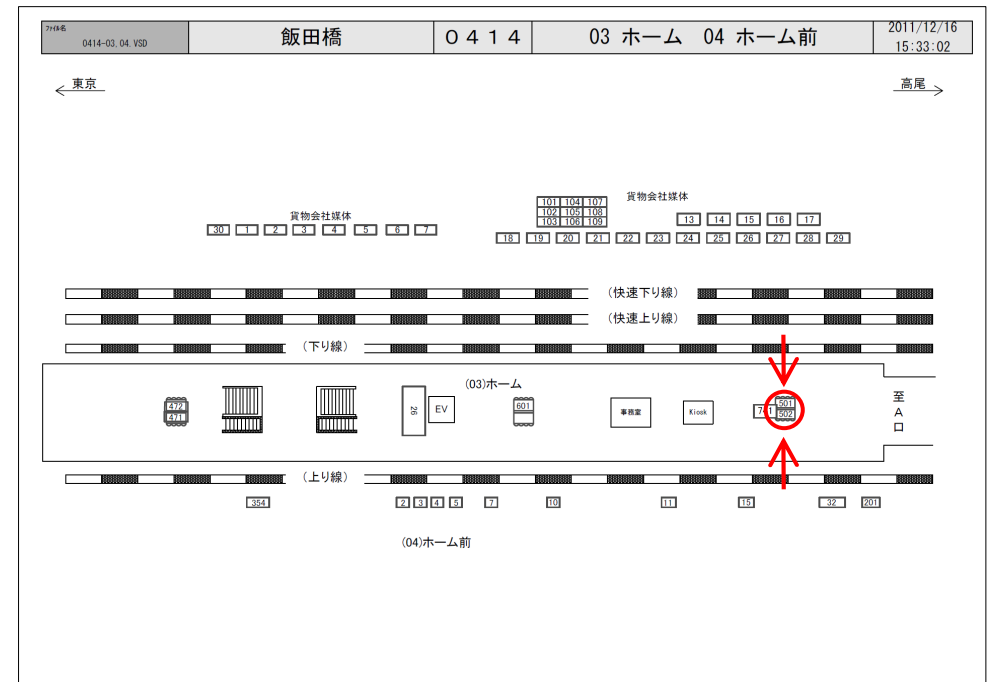 ファイル名
0414-03,04.VSD
飯田橋
0414
03 ホーム 04 ホーム前
2011/12/16
15:33:02
東京
高尾
貨物会社媒体
30 1 2 3 4 5 6 7
貨物会社媒体
101 104 107
102 105 108
103 106 109
13 14 15 16 17
18 19 20 21 22 23 24 25 26 27 28 29
(快速下り線)
(快速上り線)
(下り線)
(03)ホーム
472
471
26
EV
601
事務室
Kiosk
501
502
至
A
口
(上り線)
354 2 3 4 5 7 10 11 15 32 201
(04)ホーム前